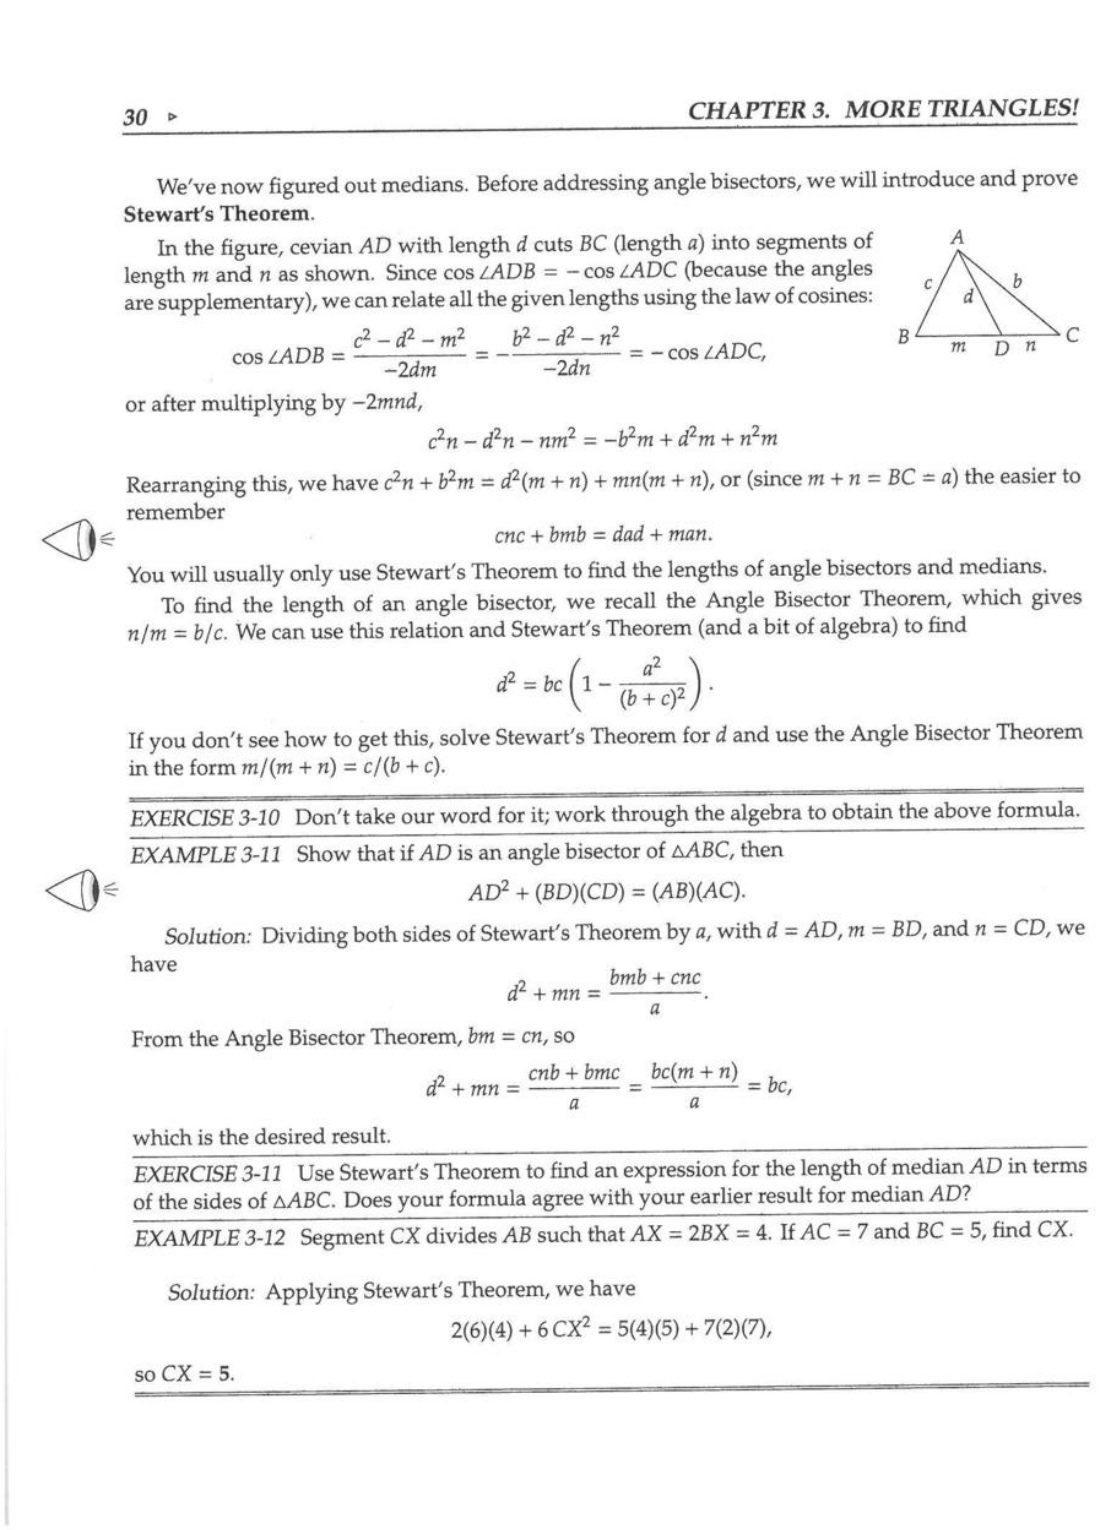 30 ▹ CHAPTER 3. MORE TRIANGLES!
We've now figured out medians. Before addressing angle bisectors, we will introduce and prove
Stewart's Theorem.
In the figure, cevian AD with length d cuts BC (length a) into segments of
length m and n as shown. Since cos ∠ADB = − cos ∠ADC (because the angles
are supplementary), we can relate all the given lengths using the law of cosines:
A
c
b
d
B
C
m
D
n
cos ∠ADB = (c² − d² − m²)/(−2dm) = −(b² − d² − n²)/(−2dn) = − cos ∠ADC,
or after multiplying by −2mnd,
c²n − d²n − nm² = −b²m + d²m + n²m
Rearranging this, we have c²n + b²m = d²(m + n) + mn(m + n), or (since m + n = BC = a) the easier to
remember
cnc + bmb = dad + man.
You will usually only use Stewart's Theorem to find the lengths of angle bisectors and medians.
To find the length of an angle bisector, we recall the Angle Bisector Theorem, which gives
n/m = b/c. We can use this relation and Stewart's Theorem (and a bit of algebra) to find
d² = bc (1 − a²/(b + c)²).
If you don't see how to get this, solve Stewart's Theorem for d and use the Angle Bisector Theorem
in the form m/(m + n) = c/(b + c).
EXERCISE 3-10 Don't take our word for it; work through the algebra to obtain the above formula.
EXAMPLE 3-11 Show that if AD is an angle bisector of △ABC, then
AD² + (BD)(CD) = (AB)(AC).
Solution: Dividing both sides of Stewart's Theorem by a, with d = AD, m = BD, and n = CD, we
have
d² + mn = (bmb + cnc)/a.
From the Angle Bisector Theorem, bm = cn, so
d² + mn = (cnb + bmc)/a = bc(m + n)/a = bc,
which is the desired result.
EXERCISE 3-11 Use Stewart's Theorem to find an expression for the length of median AD in terms
of the sides of △ABC. Does your formula agree with your earlier result for median AD?
EXAMPLE 3-12 Segment CX divides AB such that AX = 2BX = 4. If AC = 7 and BC = 5, find CX.
Solution: Applying Stewart's Theorem, we have
2(6)(4) + 6 CX² = 5(4)(5) + 7(2)(7),
so CX = 5.